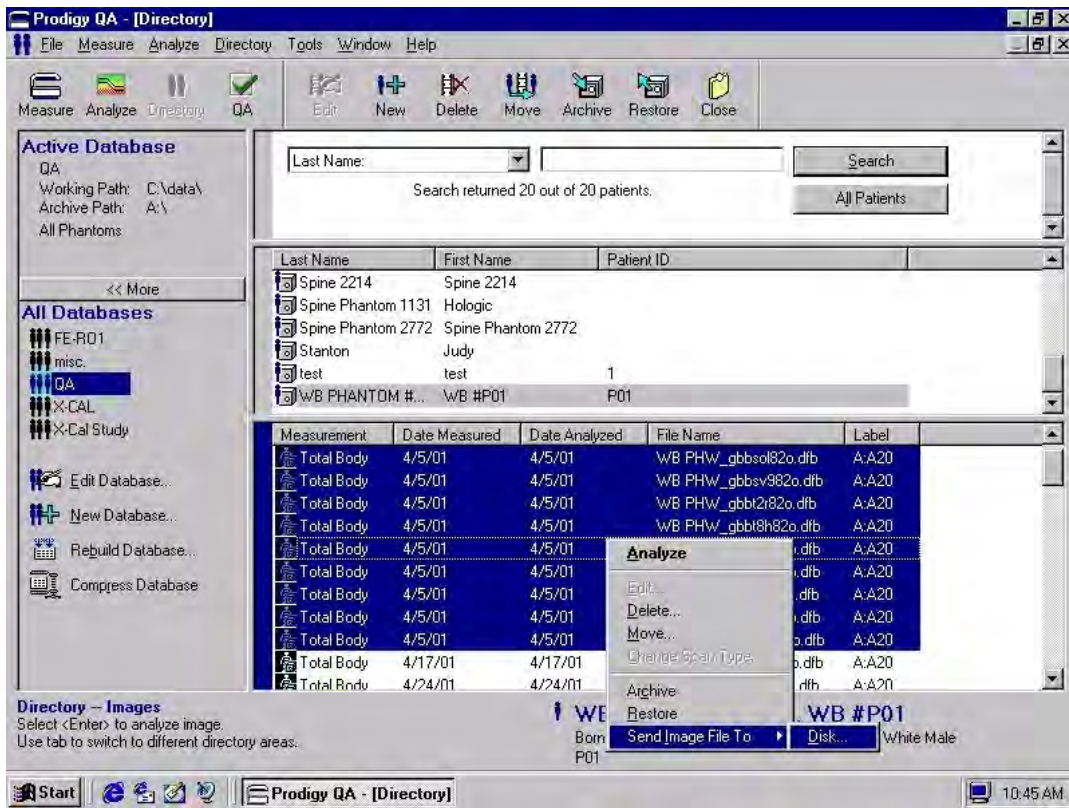 Prodigy QA - [Directory]
File Measure Analyze Directory Tools Window Help
Measure Analyze Directory QA Edit New Delete Move Archive Restore Close
Active Database
QA
Working Path: C:\data\
Archive Path: A:\
All Phantoms
<< More
All Databases
FE-RO1
misc.
QA
X-CAL
X-Cal Study
Edit Database...
New Database...
Rebuild Database...
Compress Database
Last Name: Search
Search returned 20 out of 20 patients.
All Patients
Last Name First Name Patient ID
Spine 2214 Spine 2214
Spine Phantom 1131 Hologic
Spine Phantom 2772 Spine Phantom 2772
Stanton Judy
test test 1
WB PHANTOM #... WB #P01 P01
Measurement Date Measured Date Analyzed File Name Label
Total Body 4/5/01 4/5/01 WB PHW_gbbsol82o.dfb A:A20
Total Body 4/5/01 4/5/01 WB PHW_gbbsv982o.dfb A:A20
Total Body 4/5/01 4/5/01 WB PHW_gbbt2r82o.dfb A:A20
Total Body 4/5/01 4/5/01 WB PHW_gbbt8h82o.dfb A:A20
Total Body 4/5/01 4/5/01 .dfb A:A20
Total Body 4/5/01 4/5/01 .dfb A:A20
Total Body 4/5/01 4/5/01 .dfb A:A20
Total Body 4/5/01 4/5/01 .dfb A:A20
Total Body 4/5/01 4/5/01 .dfb A:A20
Total Body 4/17/01 4/17/01 .dfb A:A20
Total Body 4/24/01 4/24/01 .dfb A:A20
Analyze
Edit...
Delete...
Move...
Change Scan Type
Archive
Restore
Send Image File To
Disk...
Directory -- Images
Select <Enter> to analyze image.
Use tab to switch to different directory areas.
WB #P01
Born White Male
P01
Start Prodigy QA - [Directory] 10:45 AM